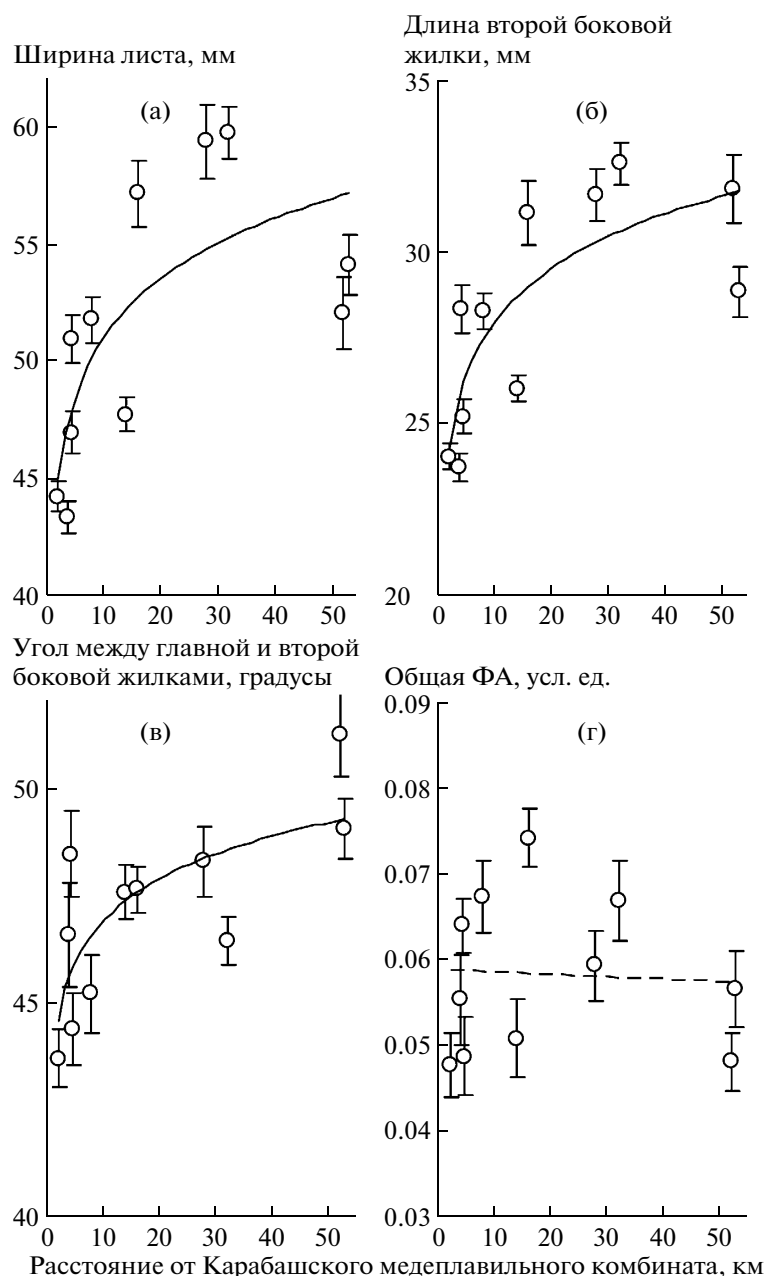 Ширина листа, мм
Длина второй боковой
жилки, мм
(а)
(б)
60
55
50
45
40
0 10 20 30 40 50
35
30
25
20
0 10 20 30 40 50
Угол между главной и второй
боковой жилками, градусы
Общая ФА, усл. ед.
(в)
(г)
50
45
40
0 10 20 30 40 50
0.09
0.08
0.07
0.06
0.05
0.04
0.03
0 10 20 30 40 50
Расстояние от Карабашского медеплавильного комбината, км